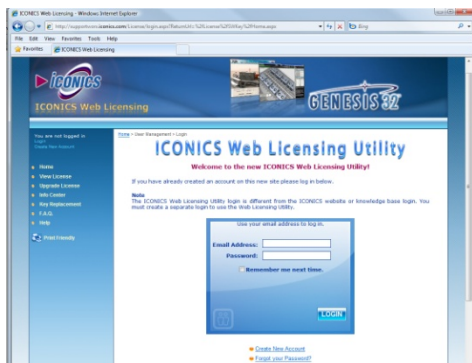 ICONICS Web Licensing - Windows Internet Explorer
Bing
File Edit View Favorites Tools Help
Favorites ICONICS Web Licensing
ICONICS
GENESIS32
ICONICS Web Licensing
You are not logged in
Login
Create New Account
Home > User Management > Login
ICONICS Web Licensing Utility
Welcome to the new ICONICS Web Licensing Utility!
If you have already created an account on this new site please log in below.
Note
The ICONICS Web Licensing Utility login is different from the ICONICS website or knowledge base login. You
must create a separate login to use the Web Licensing Utility.
Home
View License
Upgrade License
Info Center
Key Replacement
F.A.Q.
Help
Print Friendly
Use your email address to log in.
Email Address:
Password:
Remember me next time.
LOGIN
Create New Account
Forgot your Password?